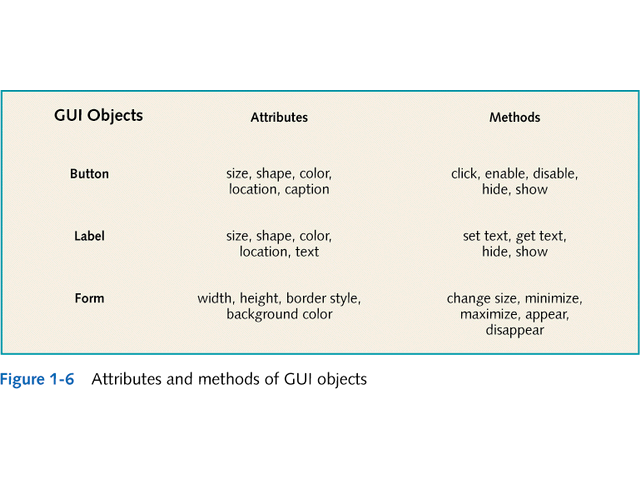 GUI Objects Attributes Methods
Button size, shape, color, click, enable, disable,
location, caption hide, show
Label size, shape, color, set text, get text,
location, text hide, show
Form width, height, border style, change size, minimize,
background color maximize, appear,
disappear
Figure 1-6 Attributes and methods of GUI objects